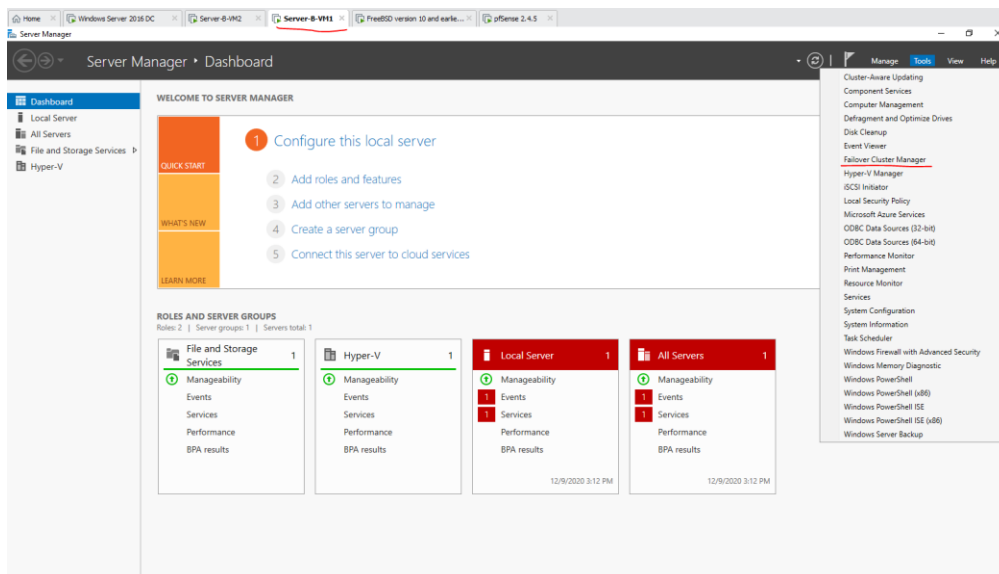 Home
Windows Server 2016 DC
Server-B-VM2
Server-B-VM1
FreeBSD version 10 and earlie...
pfSense 2.4.5
Server Manager
Server Manager • Dashboard
Manage Tools View Help
Dashboard
Local Server
All Servers
File and Storage Services
Hyper-V
WELCOME TO SERVER MANAGER
QUICK START
WHAT'S NEW
LEARN MORE
1 Configure this local server
2 Add roles and features
3 Add other servers to manage
4 Create a server group
5 Connect this server to cloud services
ROLES AND SERVER GROUPS
Roles: 2 | Server groups: 1 | Servers total: 1
File and Storage
Services
1
Manageability
Events
Services
Performance
BPA results
Hyper-V 1
Manageability
Events
Services
Performance
BPA results
Local Server 1
Manageability
1 Events
1 Services
Performance
BPA results
12/9/2020 3:12 PM
All Servers 1
Manageability
1 Events
1 Services
Performance
BPA results
12/9/2020 3:12 PM
Cluster-Aware Updating
Component Services
Computer Management
Defragment and Optimize Drives
Disk Cleanup
Event Viewer
Failover Cluster Manager
Hyper-V Manager
iSCSI Initiator
Local Security Policy
Microsoft Azure Services
ODBC Data Sources (32-bit)
ODBC Data Sources (64-bit)
Performance Monitor
Print Management
Resource Monitor
Services
System Configuration
System Information
Task Scheduler
Windows Firewall with Advanced Security
Windows Memory Diagnostic
Windows PowerShell
Windows PowerShell (x86)
Windows PowerShell ISE
Windows PowerShell ISE (x86)
Windows Server Backup